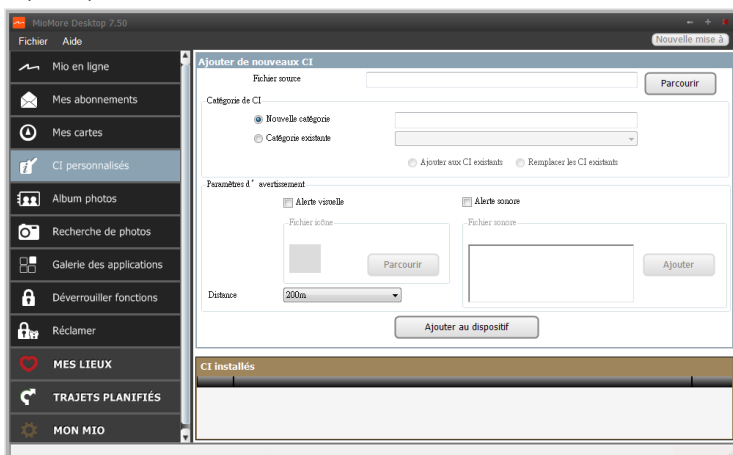 MioMore Desktop 7.50
Fichier Aide
Nouvelle mise à
Mio en ligne
Mes abonnements
Mes cartes
CI personnalisés
Album photos
Recherche de photos
Galerie des applications
Déverrouiller fonctions
Réclamer
MES LIEUX
TRAJETS PLANIFIÉS
MON MIO
Ajouter de nouveaux CI
Fichier source
Parcourir
Catégorie de CI
Nouvelle catégorie
Catégorie existante
Ajouter aux CI existants Remplacer les CI existants
Paramètres d’avertissement
Alerte visuelle Alerte sonore
Fichier icône Fichier sonore
Parcourir Ajouter
Distance 200m
Ajouter au dispositif
CI installés